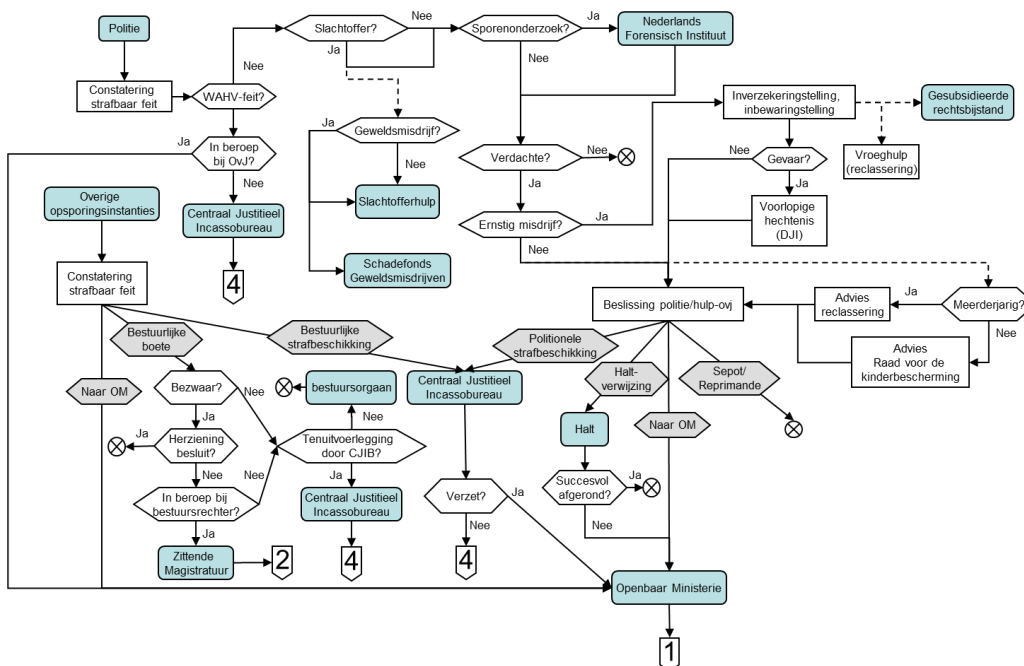 Politie
Slachtoffer?
Nee
Sporenonderzoek?
Ja
Nederlands
Forensisch Instituut
Nee
Ja
Nee
Constatering
strafbaar feit
WAHV-feit?
Inverzekeringstelling,
inbewaringstelling
Gesubsidieerde
rechtsbijstand
Ja
In beroep
bij OvJ?
Ja
Geweldsmisdrijf?
Verdachte?
Nee
Nee
Gevaar?
Vroeghulp
(reclassering)
Nee
Nee
Ja
Ja
Overige
opsporingsinstanties
Centraal Justitieel
Incassobureau
Slachtofferhulp
Ernstig misdrijf?
Ja
Voorlopige
hechtenis
(DJI)
Nee
4
Schadefonds
Geweldsmisdrijven
Constatering
strafbaar feit
Beslissing politie/hulp-ovj
Advies
reclassering
Ja
Meerderjarig?
Nee
Bestuurlijke
boete
Bestuurlijke
strafbeschikking
Politionele
strafbeschikking
Advies
Raad voor de
kinderbescherming
Naar OM
Bezwaar?
Nee
bestuursorgaan
Centraal Justitieel
Incassobureau
Halt-
verwijzing
Sepot/
Reprimande
Ja
Nee
Ja
Herziening
besluit?
Tenuitvoerlegging
door CJIB?
Halt
Naar OM
Nee
Nee
Ja
In beroep bij
bestuursrechter?
Centraal Justitieel
Incassobureau
Verzet?
Ja
Succesvol
afgerond?
Ja
Ja
Nee
Nee
Zittende
Magistratuur
2
4
4
Openbaar Ministerie
1